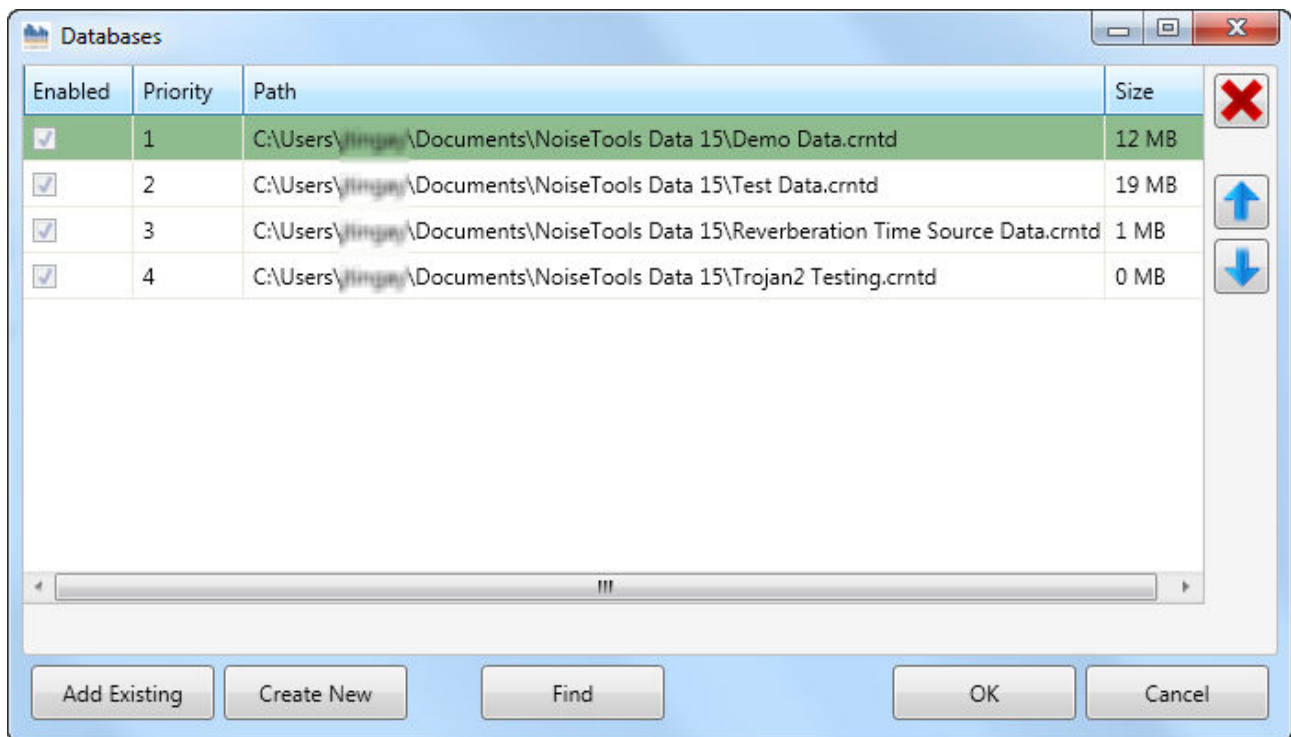 Databases
Enabled Priority Path Size
1 C:\Users\ \Documents\NoiseTools Data 15\Demo Data.crntd 12 MB
2 C:\Users\ \Documents\NoiseTools Data 15\Test Data.crntd 19 MB
3 C:\Users\ \Documents\NoiseTools Data 15\Reverberation Time Source Data.crntd 1 MB
4 C:\Users\ \Documents\NoiseTools Data 15\Trojan2 Testing.crntd 0 MB
Add Existing Create New Find OK Cancel